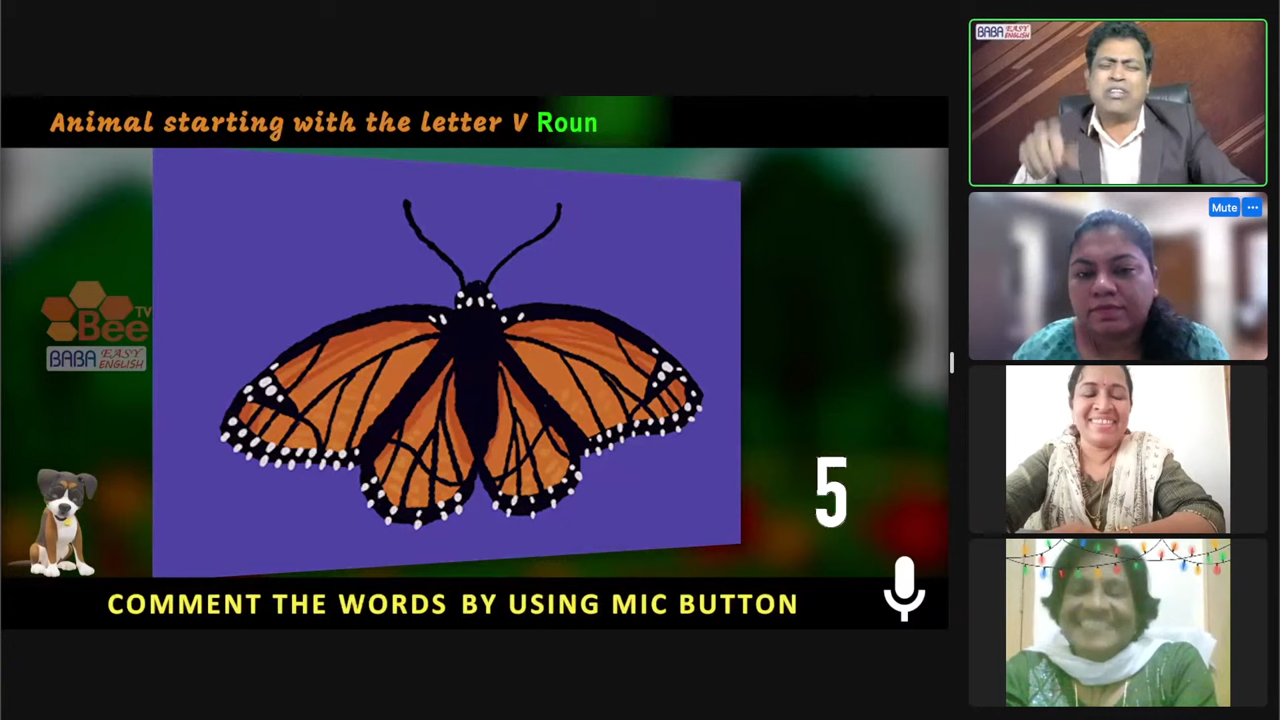 Animal starting with the letter V Roun
Bee TV
BABA EASY ENGLISH
5
COMMENT THE WORDS BY USING MIC BUTTON
BABA EASY ENGLISH
Mute